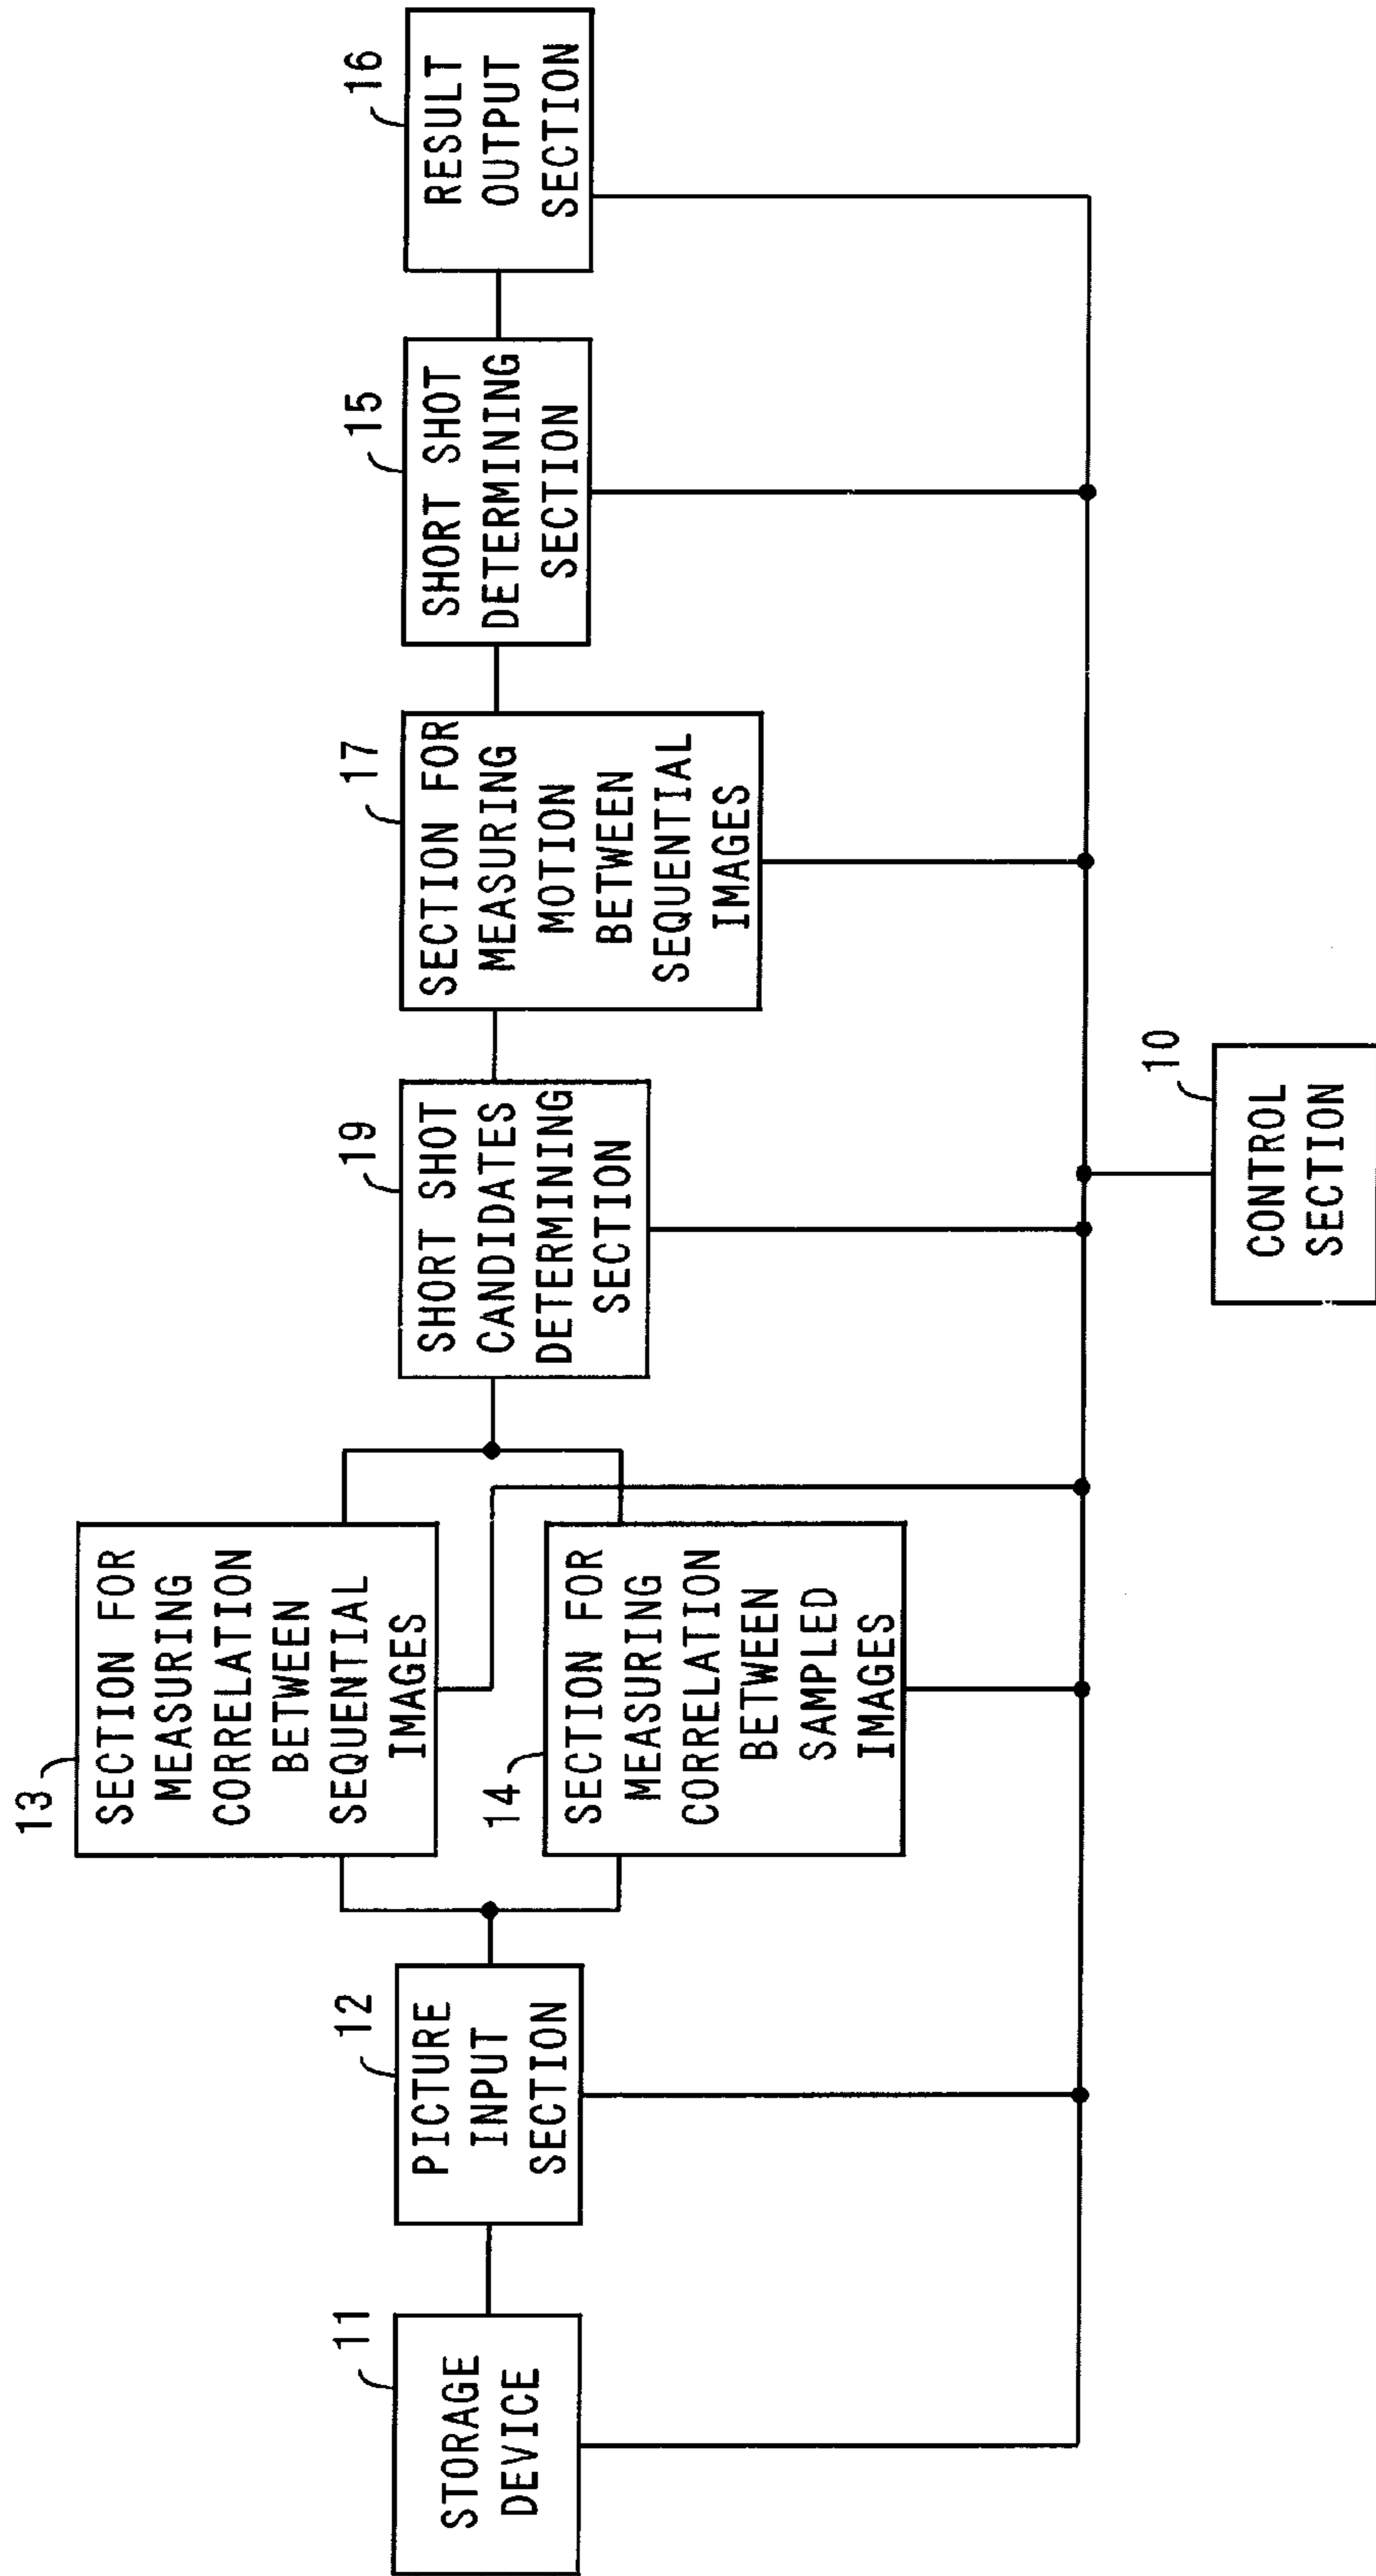 11
STORAGE
DEVICE
12
PICTURE
INPUT
SECTION
13
SECTION FOR
MEASURING
CORRELATION
BETWEEN
SEQUENTIAL
IMAGES
14
SECTION FOR
MEASURING
CORRELATION
BETWEEN
SAMPLED
IMAGES
19
SHORT SHOT
CANDIDATES
DETERMINING
SECTION
17
SECTION FOR
MEASURING
MOTION
BETWEEN
SEQUENTIAL
IMAGES
15
SHORT SHOT
DETERMINING
SECTION
16
RESULT
OUTPUT
SECTION
10
CONTROL
SECTION